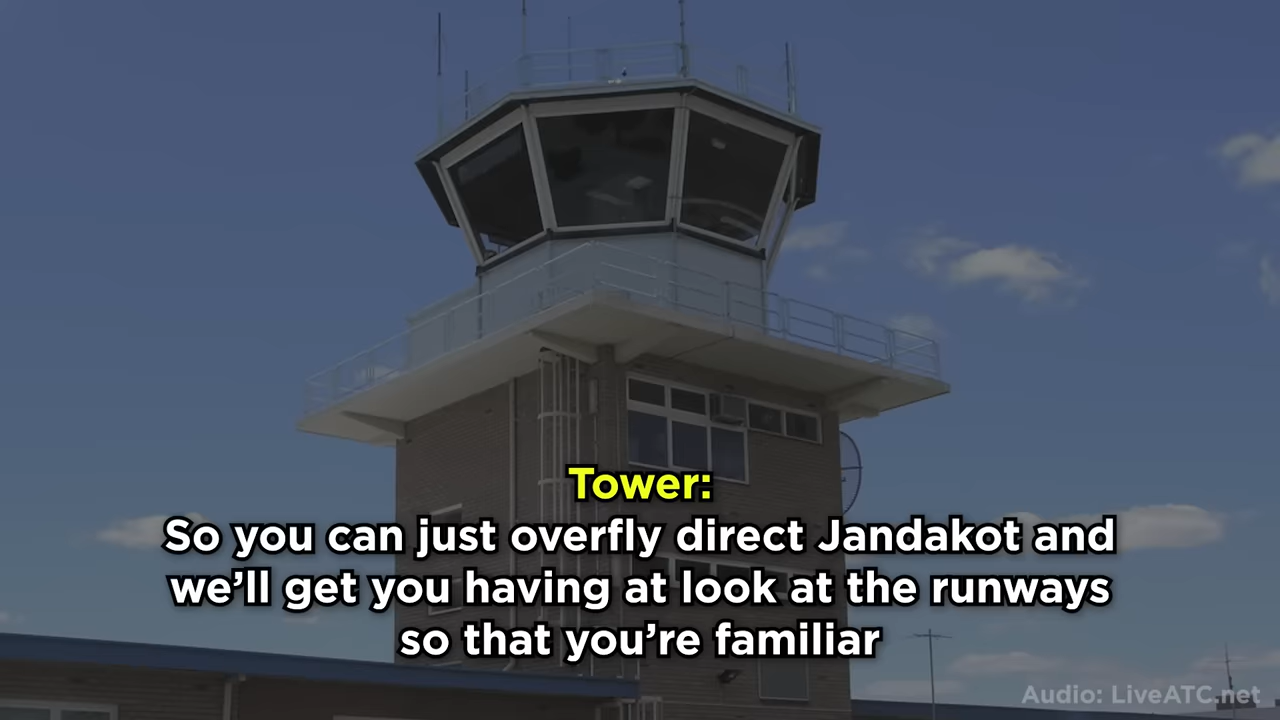 Tower:
So you can just overfly direct Jandakot and
we’ll get you having at look at the runways
so that you’re familiar
Audio: LiveATC.net